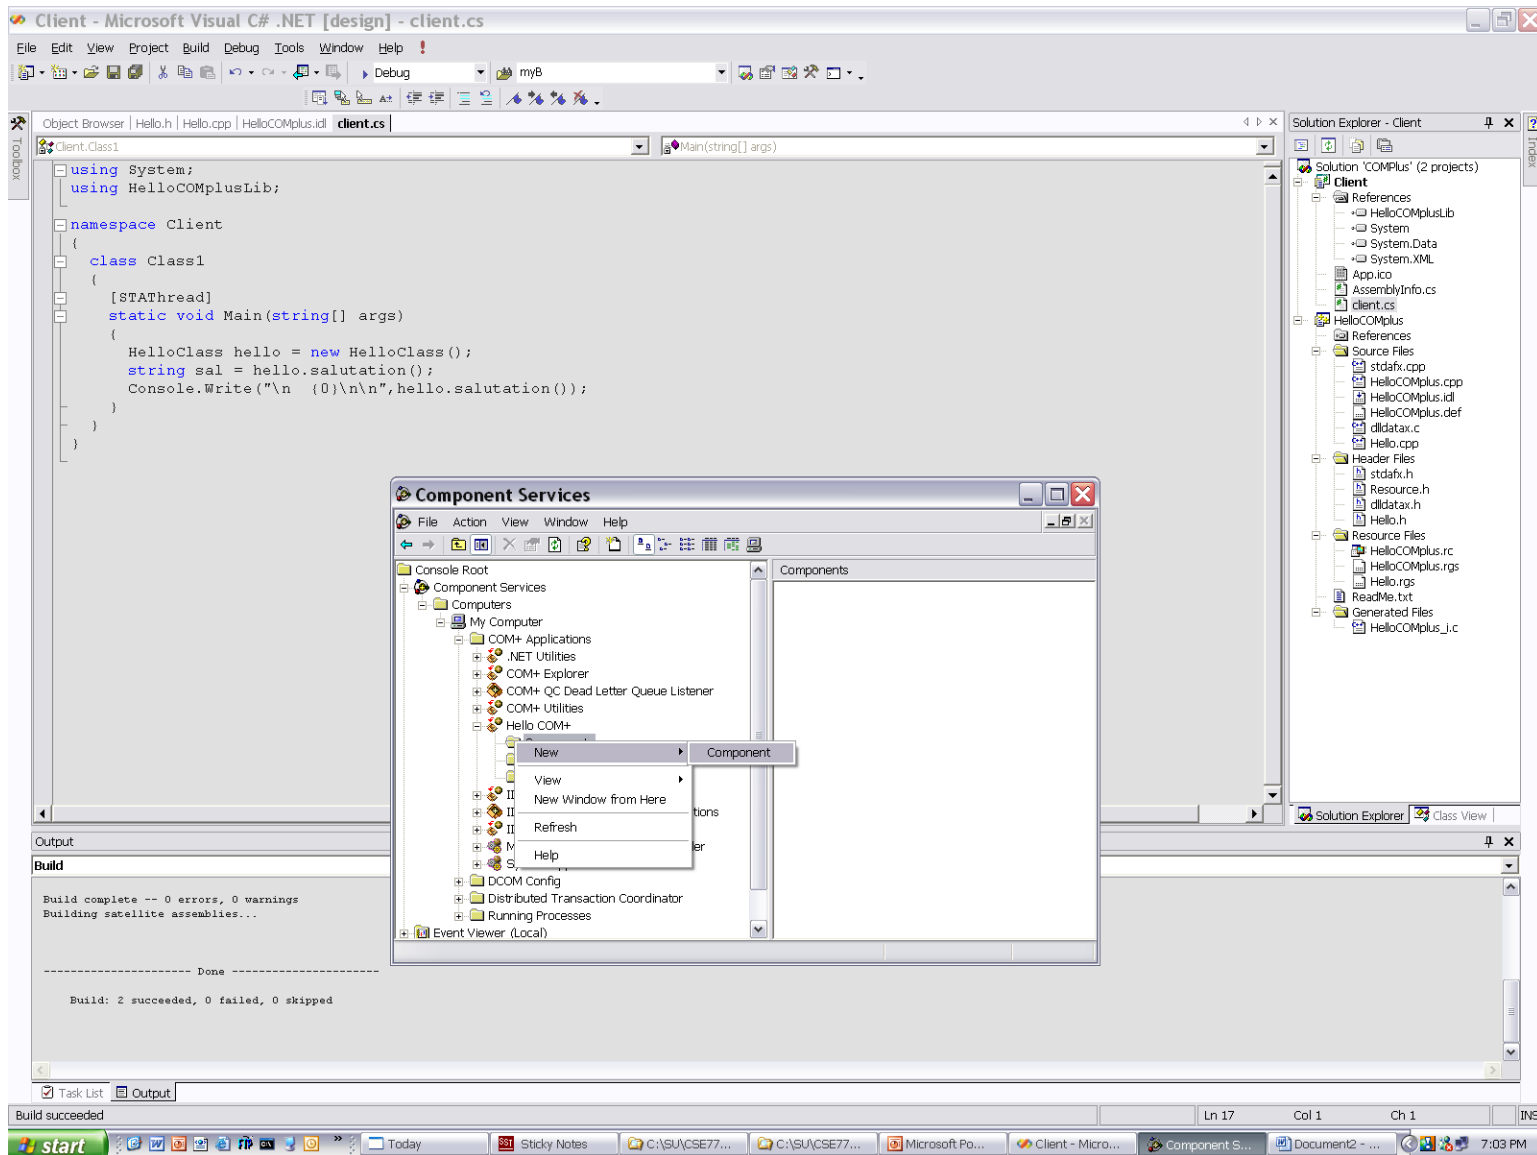 Client - Microsoft Visual C# .NET [design] - client.cs
File Edit View Project Build Debug Tools Window Help !
Debug myB
Object Browser Hello.h Hello.cpp HelloCOMplus.idl client.cs
Client.Class1 Main(string[] args)
Toolbox
using System;
using HelloCOMplusLib;
namespace Client
{
class Class1
{
[STAThread]
static void Main(string[] args)
{
HelloClass hello = new HelloClass();
string sal = hello.salutation();
Console.Write("\n  {0}\n\n",hello.salutation());
}
}
}
Solution Explorer - Client
Index
Solution 'COMPlus' (2 projects)
Client
References
HelloCOMplusLib
System
System.Data
System.XML
App.ico
AssemblyInfo.cs
client.cs
HelloCOMplus
References
Source Files
stdafx.cpp
HelloCOMplus.cpp
HelloCOMplus.idl
HelloCOMplus.def
dlldatax.c
Hello.cpp
Header Files
stdafx.h
Resource.h
dlldatax.h
Hello.h
Resource Files
HelloCOMplus.rc
HelloCOMplus.rgs
Hello.rgs
ReadMe.txt
Generated Files
HelloCOMplus_i.c
Solution Explorer Class View
Component Services
File Action View Window Help
Console Root
Component Services
Computers
My Computer
COM+ Applications
.NET Utilities
COM+ Explorer
COM+ QC Dead Letter Queue Listener
COM+ Utilities
Hello COM+
DCOM Config
Distributed Transaction Coordinator
Running Processes
Event Viewer (Local)
Components
New Component
View
New Window from Here
Refresh
Help
Output
Build
Build complete -- 0 errors, 0 warnings
Building satellite assemblies...
---------------------- Done ----------------------
Build: 2 succeeded, 0 failed, 0 skipped
Task List Output
Build succeeded Ln 17 Col 1 Ch 1 INS
start Today Sticky Notes C:\SU\CSE77... C:\SU\CSE77... Microsoft Po... Client - Micro... Component S... Document2 - ... 7:03 PM